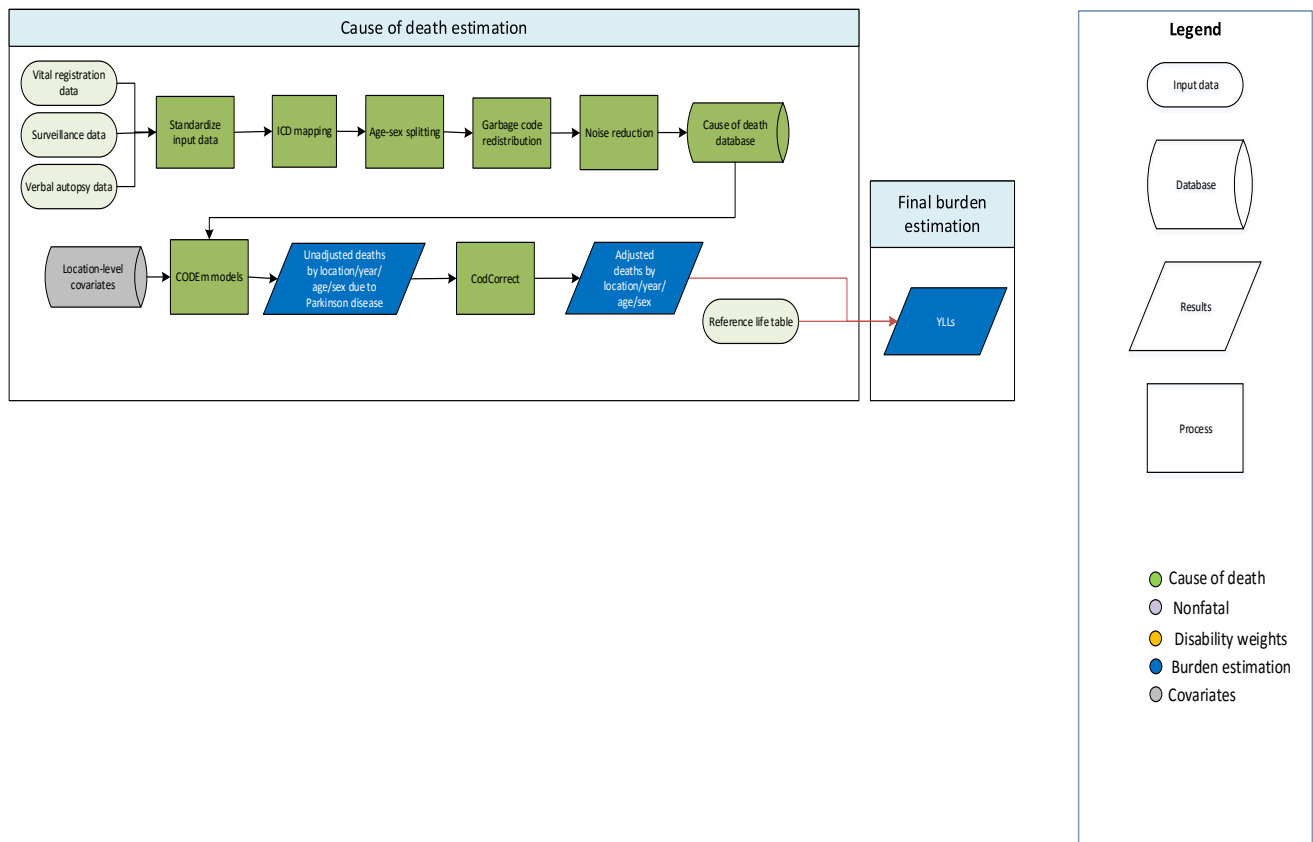 Cause of death estimation
Vital registration
data
Surveillance data
Verbal autopsy data
Standardize
input data
ICD mapping
Age-sex splitting
Garbage code
redistribution
Noise reduction
Cause of death
database
Location-level
covariates
CODEm models
Unadjusted deaths
by location/year/
age/sex due to
Parkinson disease
CodCorrect
Adjusted
deaths by
location/year/
age/sex
Reference life table
Final burden
estimation
YLLs
Legend
Input data
Database
Results
Process
Cause of death
Nonfatal
Disability weights
Burden estimation
Covariates